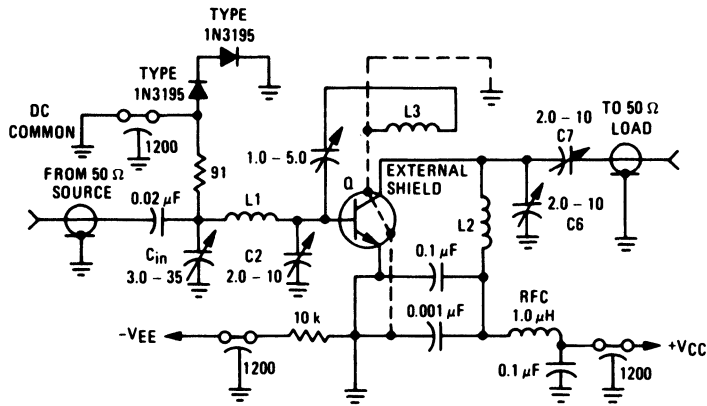 TYPE
1N3195
TYPE
1N3195
DC
COMMON
1200
L3
TO 50 Ω
LOAD
2.0 – 10
C7
1.0 – 5.0
FROM 50 Ω
SOURCE
91
Q
EXTERNAL
SHIELD
0.02 μF
L1
L2
2.0 – 10
C6
Cin
3.0 – 35
C2
2.0 – 10
0.1 μF
0.001 μF
RFC
1.0 μH
10 k
–VEE
+VCC
1200
0.1 μF
1200